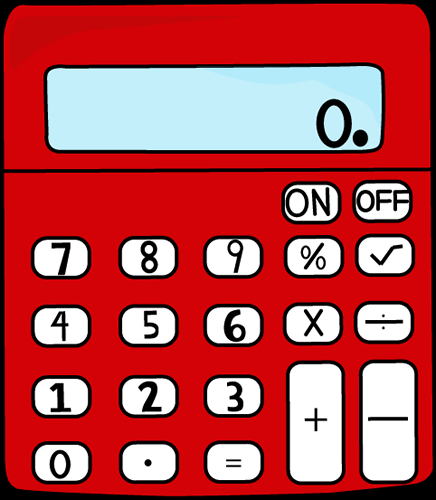 0.
ON OFF
7 8 9 % √
4 5 6 X ÷
1 2 3 + −
0 . =